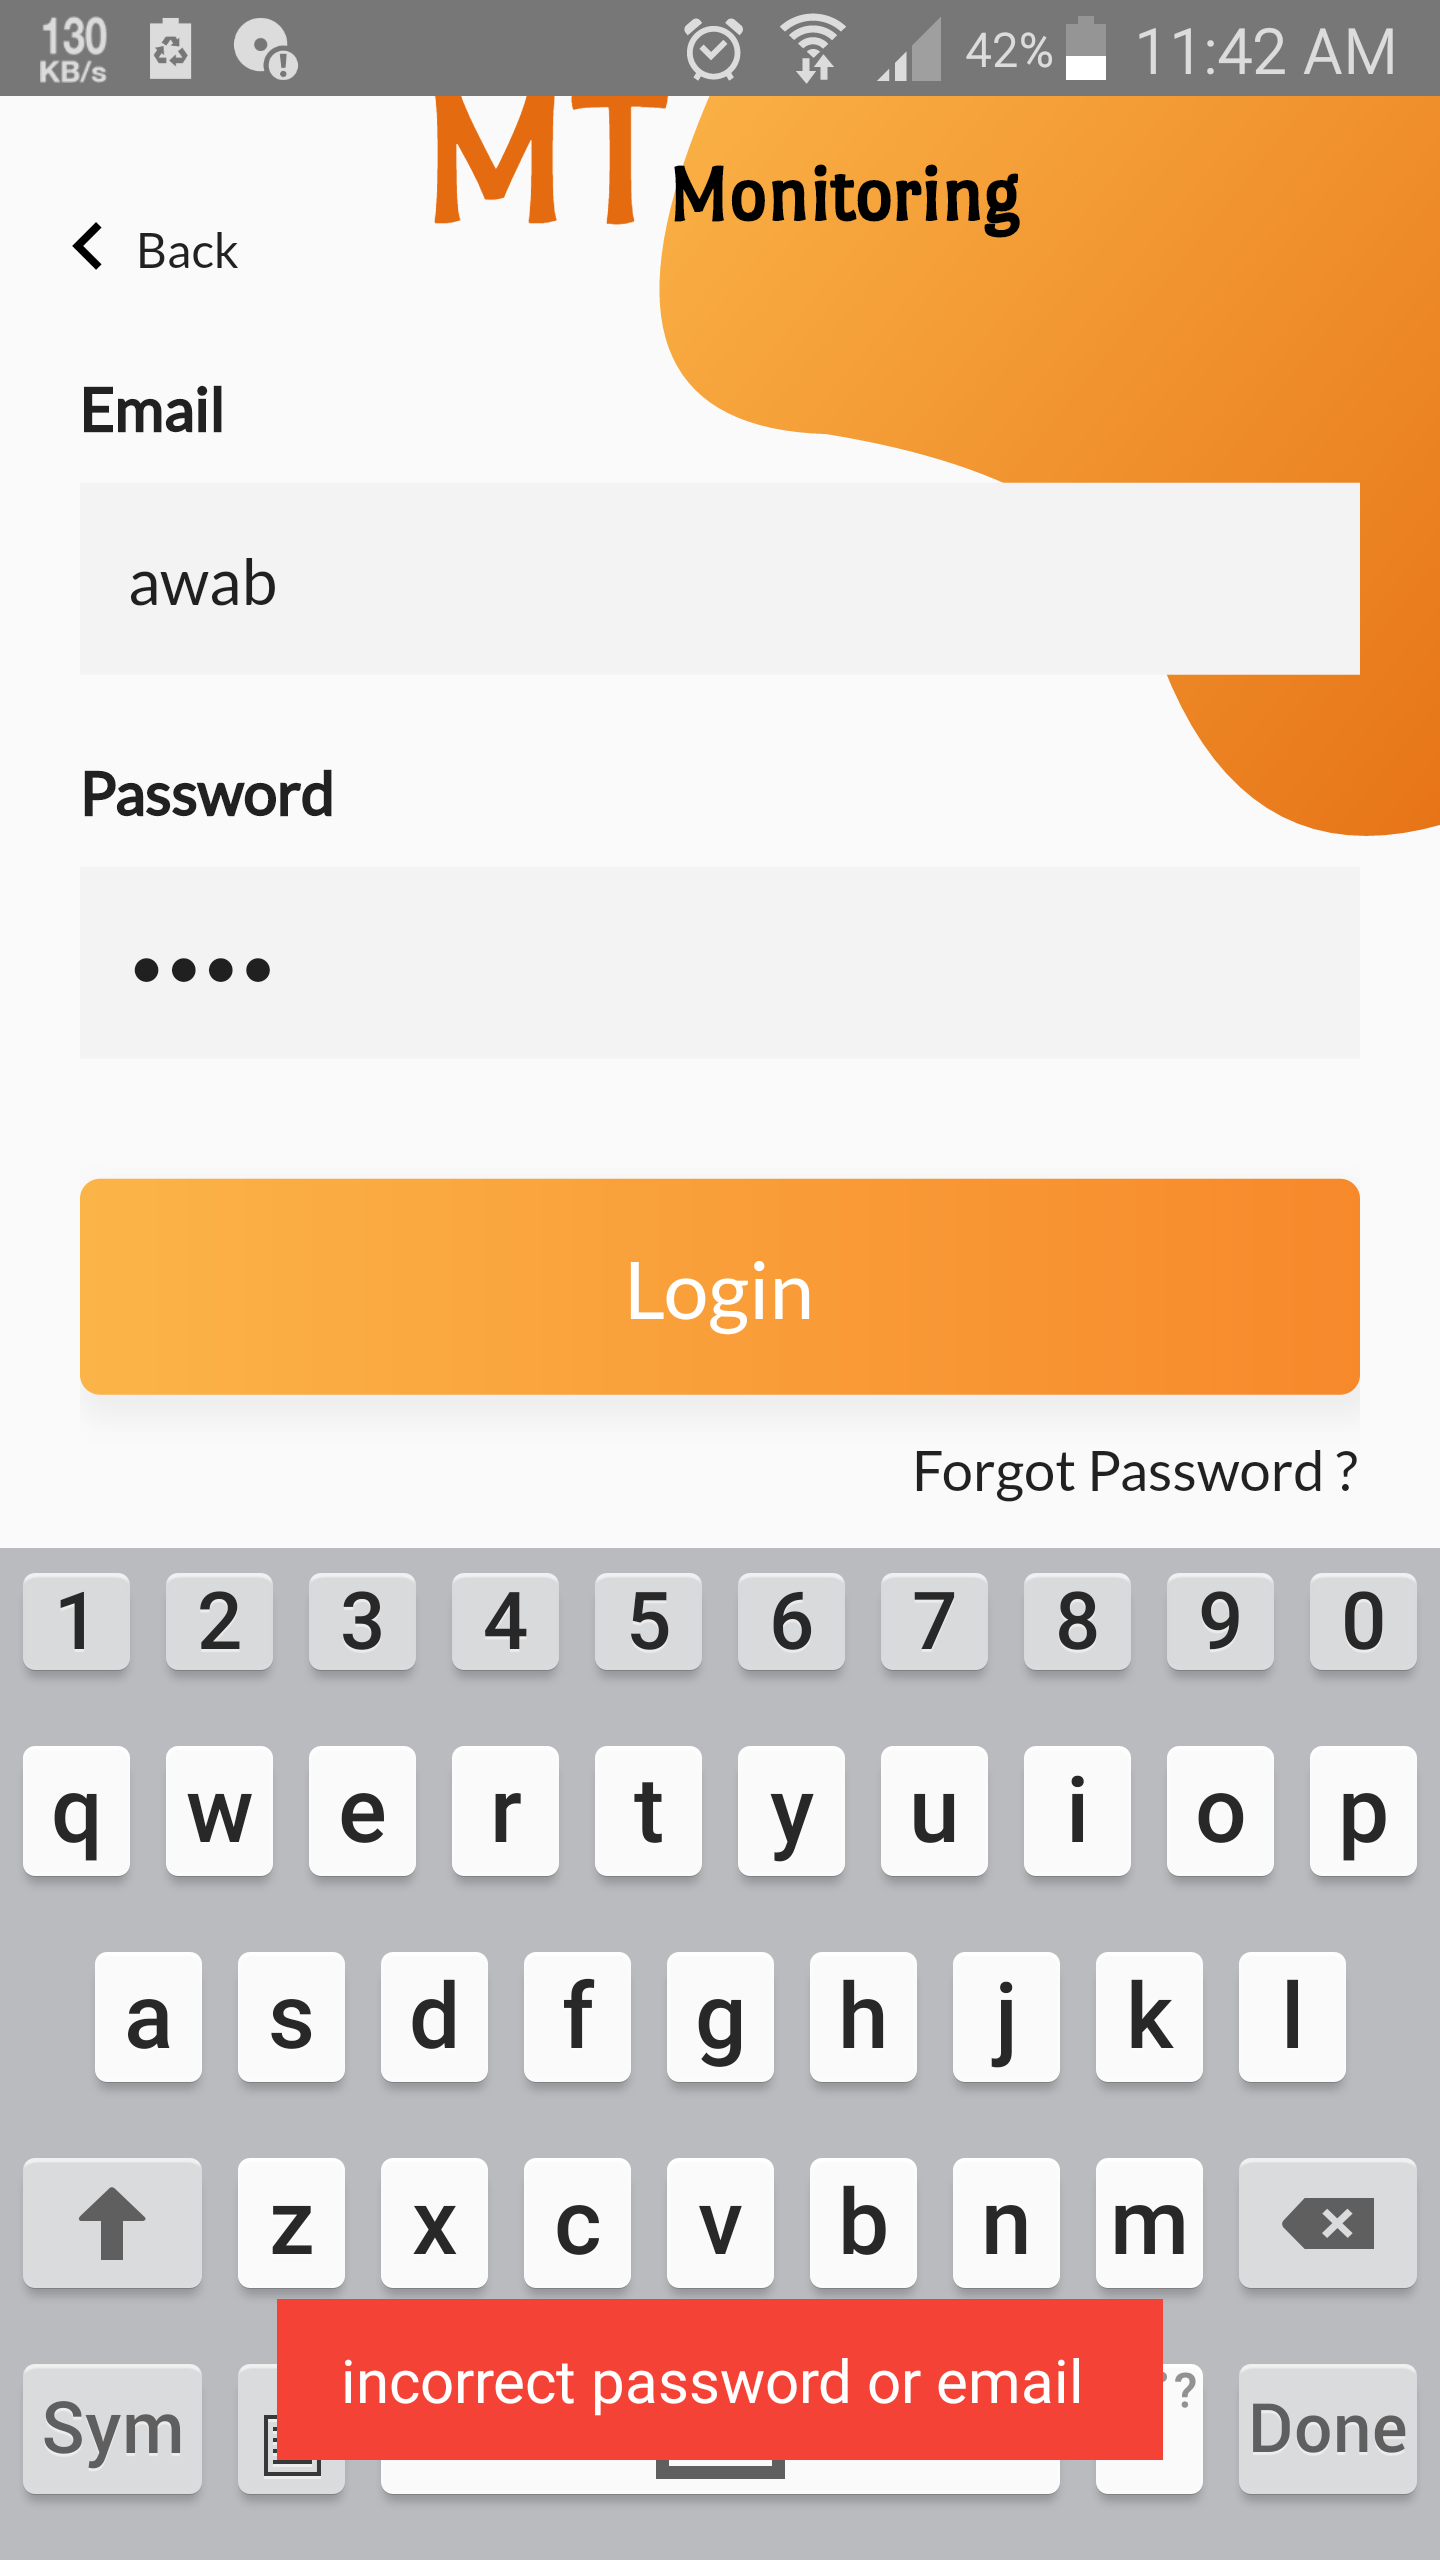 130
KB/s
42%
11:42 AM
MT Monitoring
Back
Email
awab
Password
••••
Login
Forgot Password ?
1 2 3 4 5 6 7 8 9 0
q w e r t y u i o p
a s d f g h j k l
z x c v b n m
incorrect password or email
Sym
?
Done